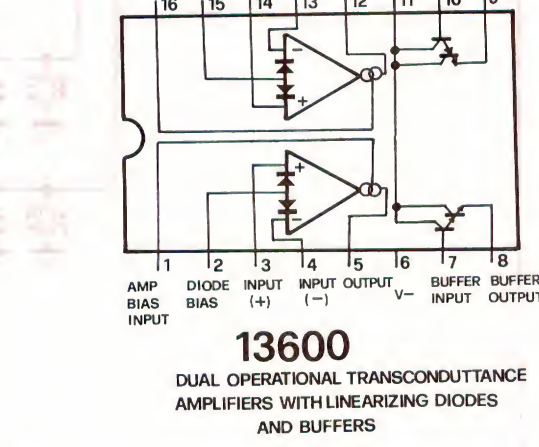 16 15 14 13 12 11 10 9
1 2 3 4 5 6 7 8
AMP BIAS INPUT
DIODE BIAS
INPUT (+)
INPUT (−)
OUTPUT
V−
BUFFER INPUT
BUFFER OUTPUT
13600
DUAL OPERATIONAL TRANSCONDUTTANCE
AMPLIFIERS WITH LINEARIZING DIODES
AND BUFFERS